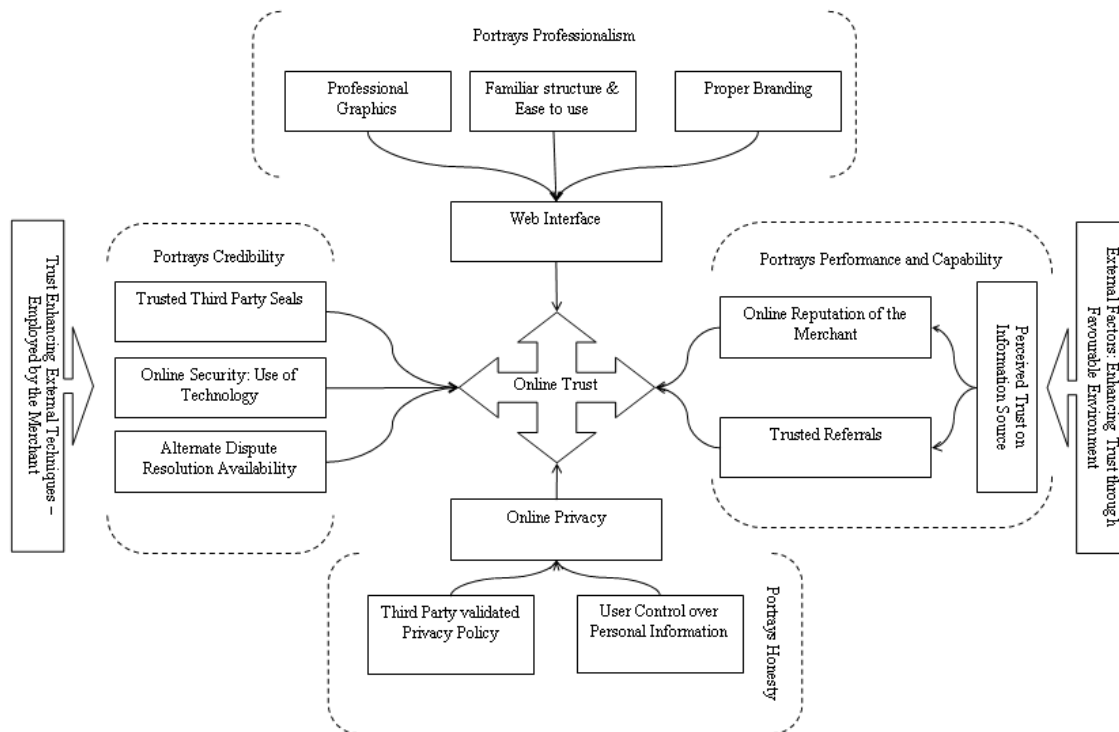 Portrays Professionalism
Professional
Graphics
Familiar structure &
Ease to use
Proper Branding
Web Interface
Trust Enhancing External Techniques –
Employed by the Merchant
Portrays Credibility
Trusted Third Party Seals
Online Security: Use of
Technology
Alternate Dispute
Resolution Availability
Online Trust
Portrays Performance and Capability
Online Reputation of the
Merchant
Trusted Referrals
Perceived Trust on
Information Source
External Factors: Enhancing Trust through
Favourable Environment
Online Privacy
Third Party validated
Privacy Policy
User Control over
Personal Information
Portrays Honesty